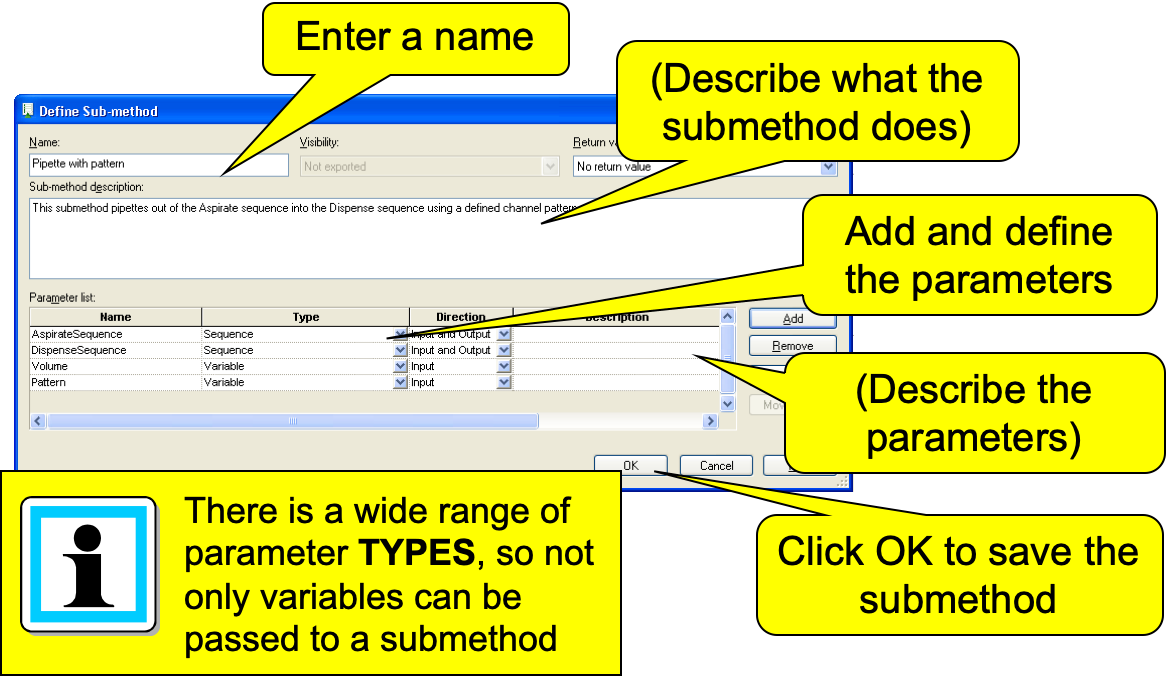 Enter a name
(Describe what the
submethod does)
Define Sub-method
Name:
Visibility:
Return v
Pipette with pattern
Not exported
No return value
Sub-method description:
This submethod pipettes out of the Aspirate sequence into the Dispense sequence using a defined channel pattern
Add and define
the parameters
Parameter list:
Name Type Direction Description
AspirateSequence Sequence Input and Output
DispenseSequence Sequence Input and Output
Volume Variable Input
Pattern Variable Input
Add
Remove
Mov
(Describe the
parameters)
OK Cancel
There is a wide range of
parameter TYPES, so not
only variables can be
passed to a submethod
Click OK to save the
submethod